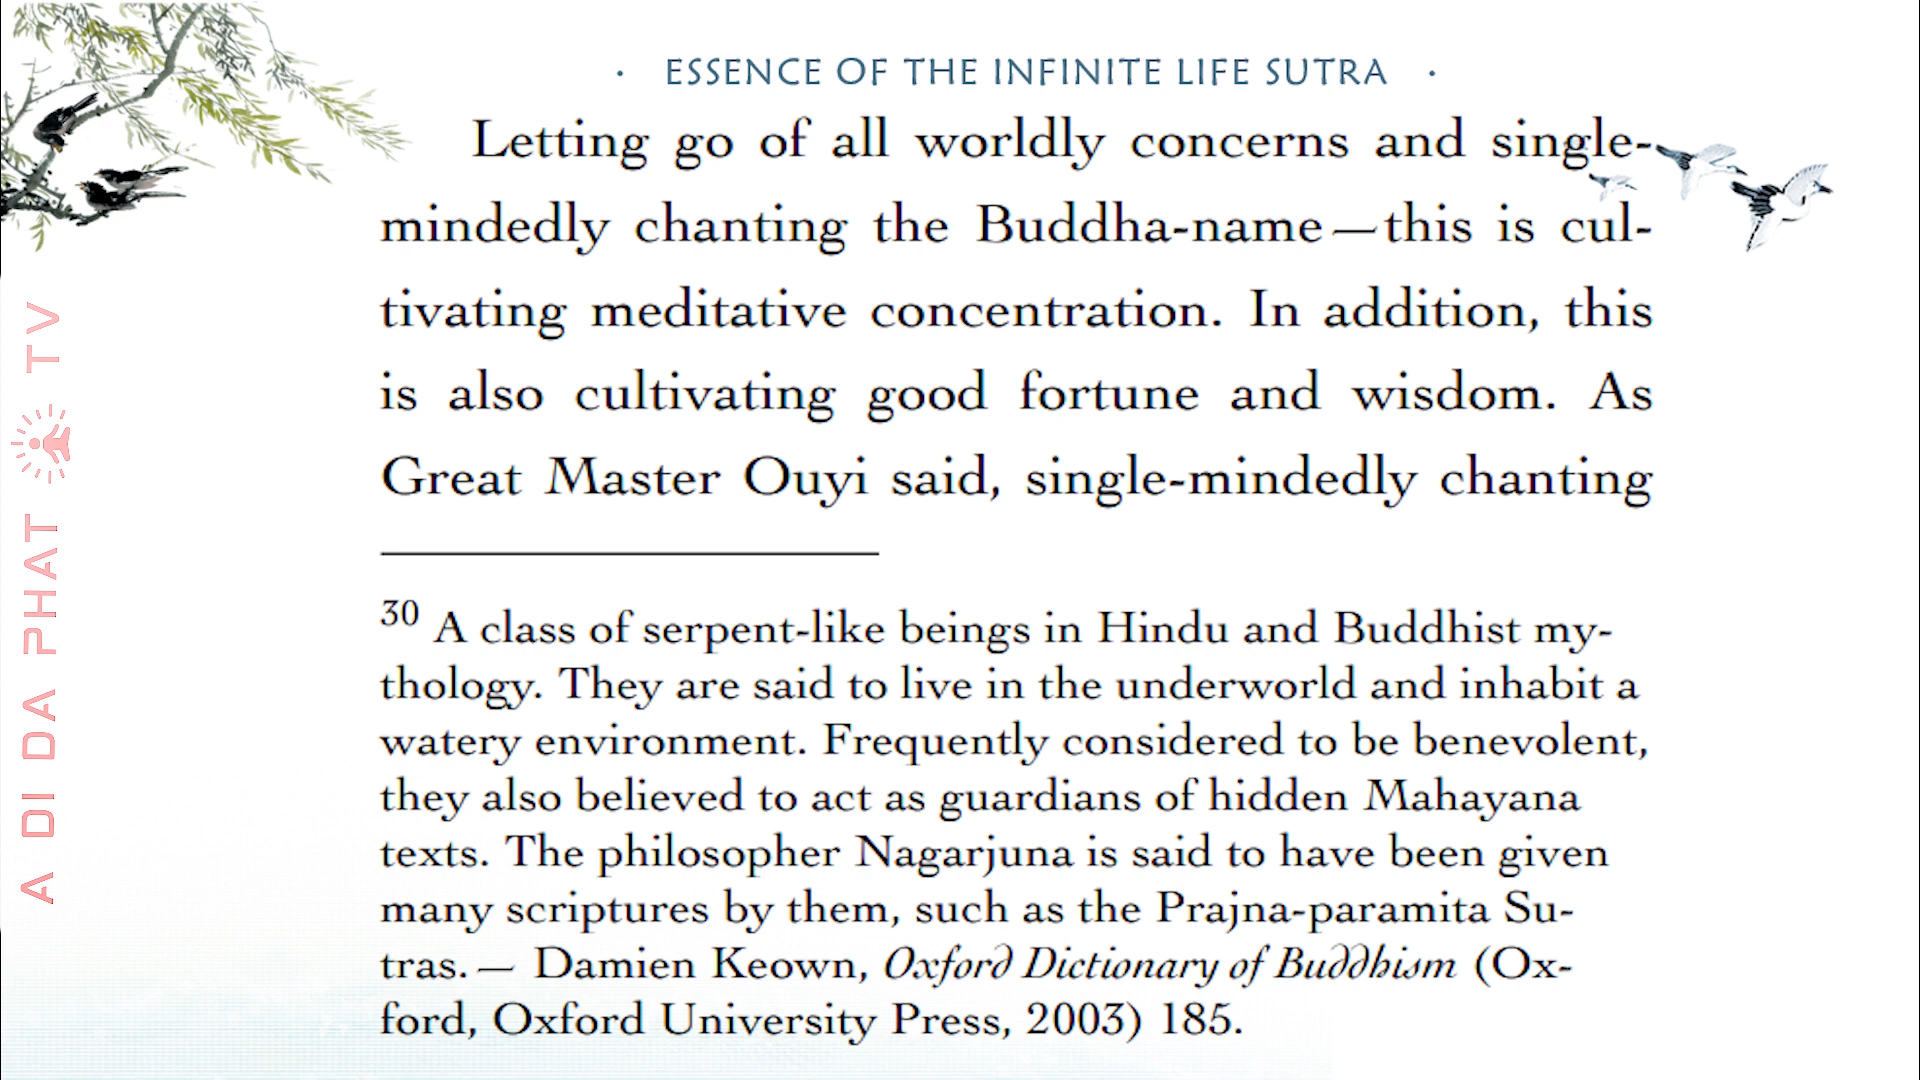 · ESSENCE OF THE INFINITE LIFE SUTRA ·
Letting go of all worldly concerns and single-
mindedly chanting the Buddha-name—this is cul-
tivating meditative concentration. In addition, this
is also cultivating good fortune and wisdom. As
Great Master Ouyi said, single-mindedly chanting
30 A class of serpent-like beings in Hindu and Buddhist my-
thology. They are said to live in the underworld and inhabit a
watery environment. Frequently considered to be benevolent,
they also believed to act as guardians of hidden Mahayana
texts. The philosopher Nagarjuna is said to have been given
many scriptures by them, such as the Prajna-paramita Su-
tras.— Damien Keown, Oxford Dictionary of Buddhism (Ox-
ford, Oxford University Press, 2003) 185.
A DI DA PHAT TV